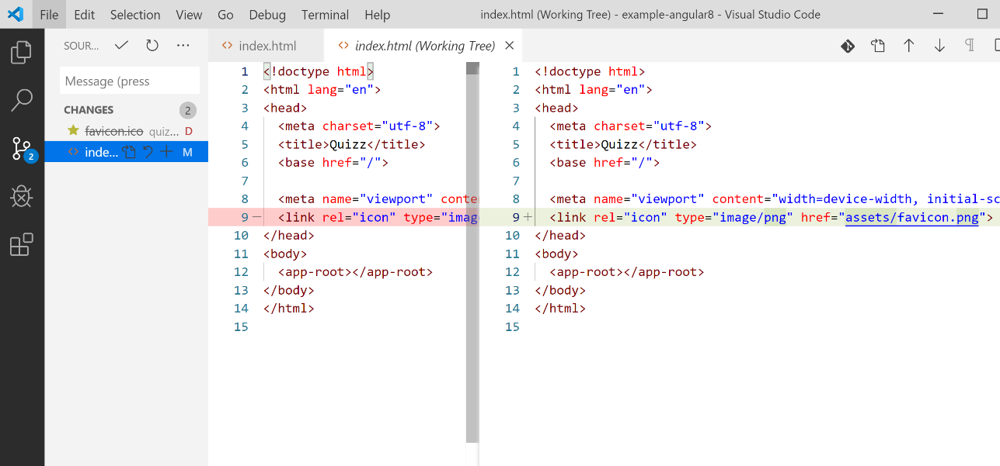 File Edit Selection View Go Debug Terminal Help index.html (Working Tree) - example-angular8 - Visual Studio Code
SOUR...
index.html
index.html (Working Tree)
Message (press
CHANGES 2
favicon.ico quiz... D
inde... M
2
1 <!doctype html>
2 <html lang="en">
3 <head>
4 <meta charset="utf-8">
5 <title>Quizz</title>
6 <base href="/">
7
8 <meta name="viewport" conte
9 − <link rel="icon" type="imag
10 </head>
11 <body>
12 <app-root></app-root>
13 </body>
14 </html>
15
1 <!doctype html>
2 <html lang="en">
3 <head>
4 <meta charset="utf-8">
5 <title>Quizz</title>
6 <base href="/">
7
8 <meta name="viewport" content="width=device-width, initial-sc
9 + <link rel="icon" type="image/png" href="assets/favicon.png">
10 </head>
11 <body>
12 <app-root></app-root>
13 </body>
14 </html>
15